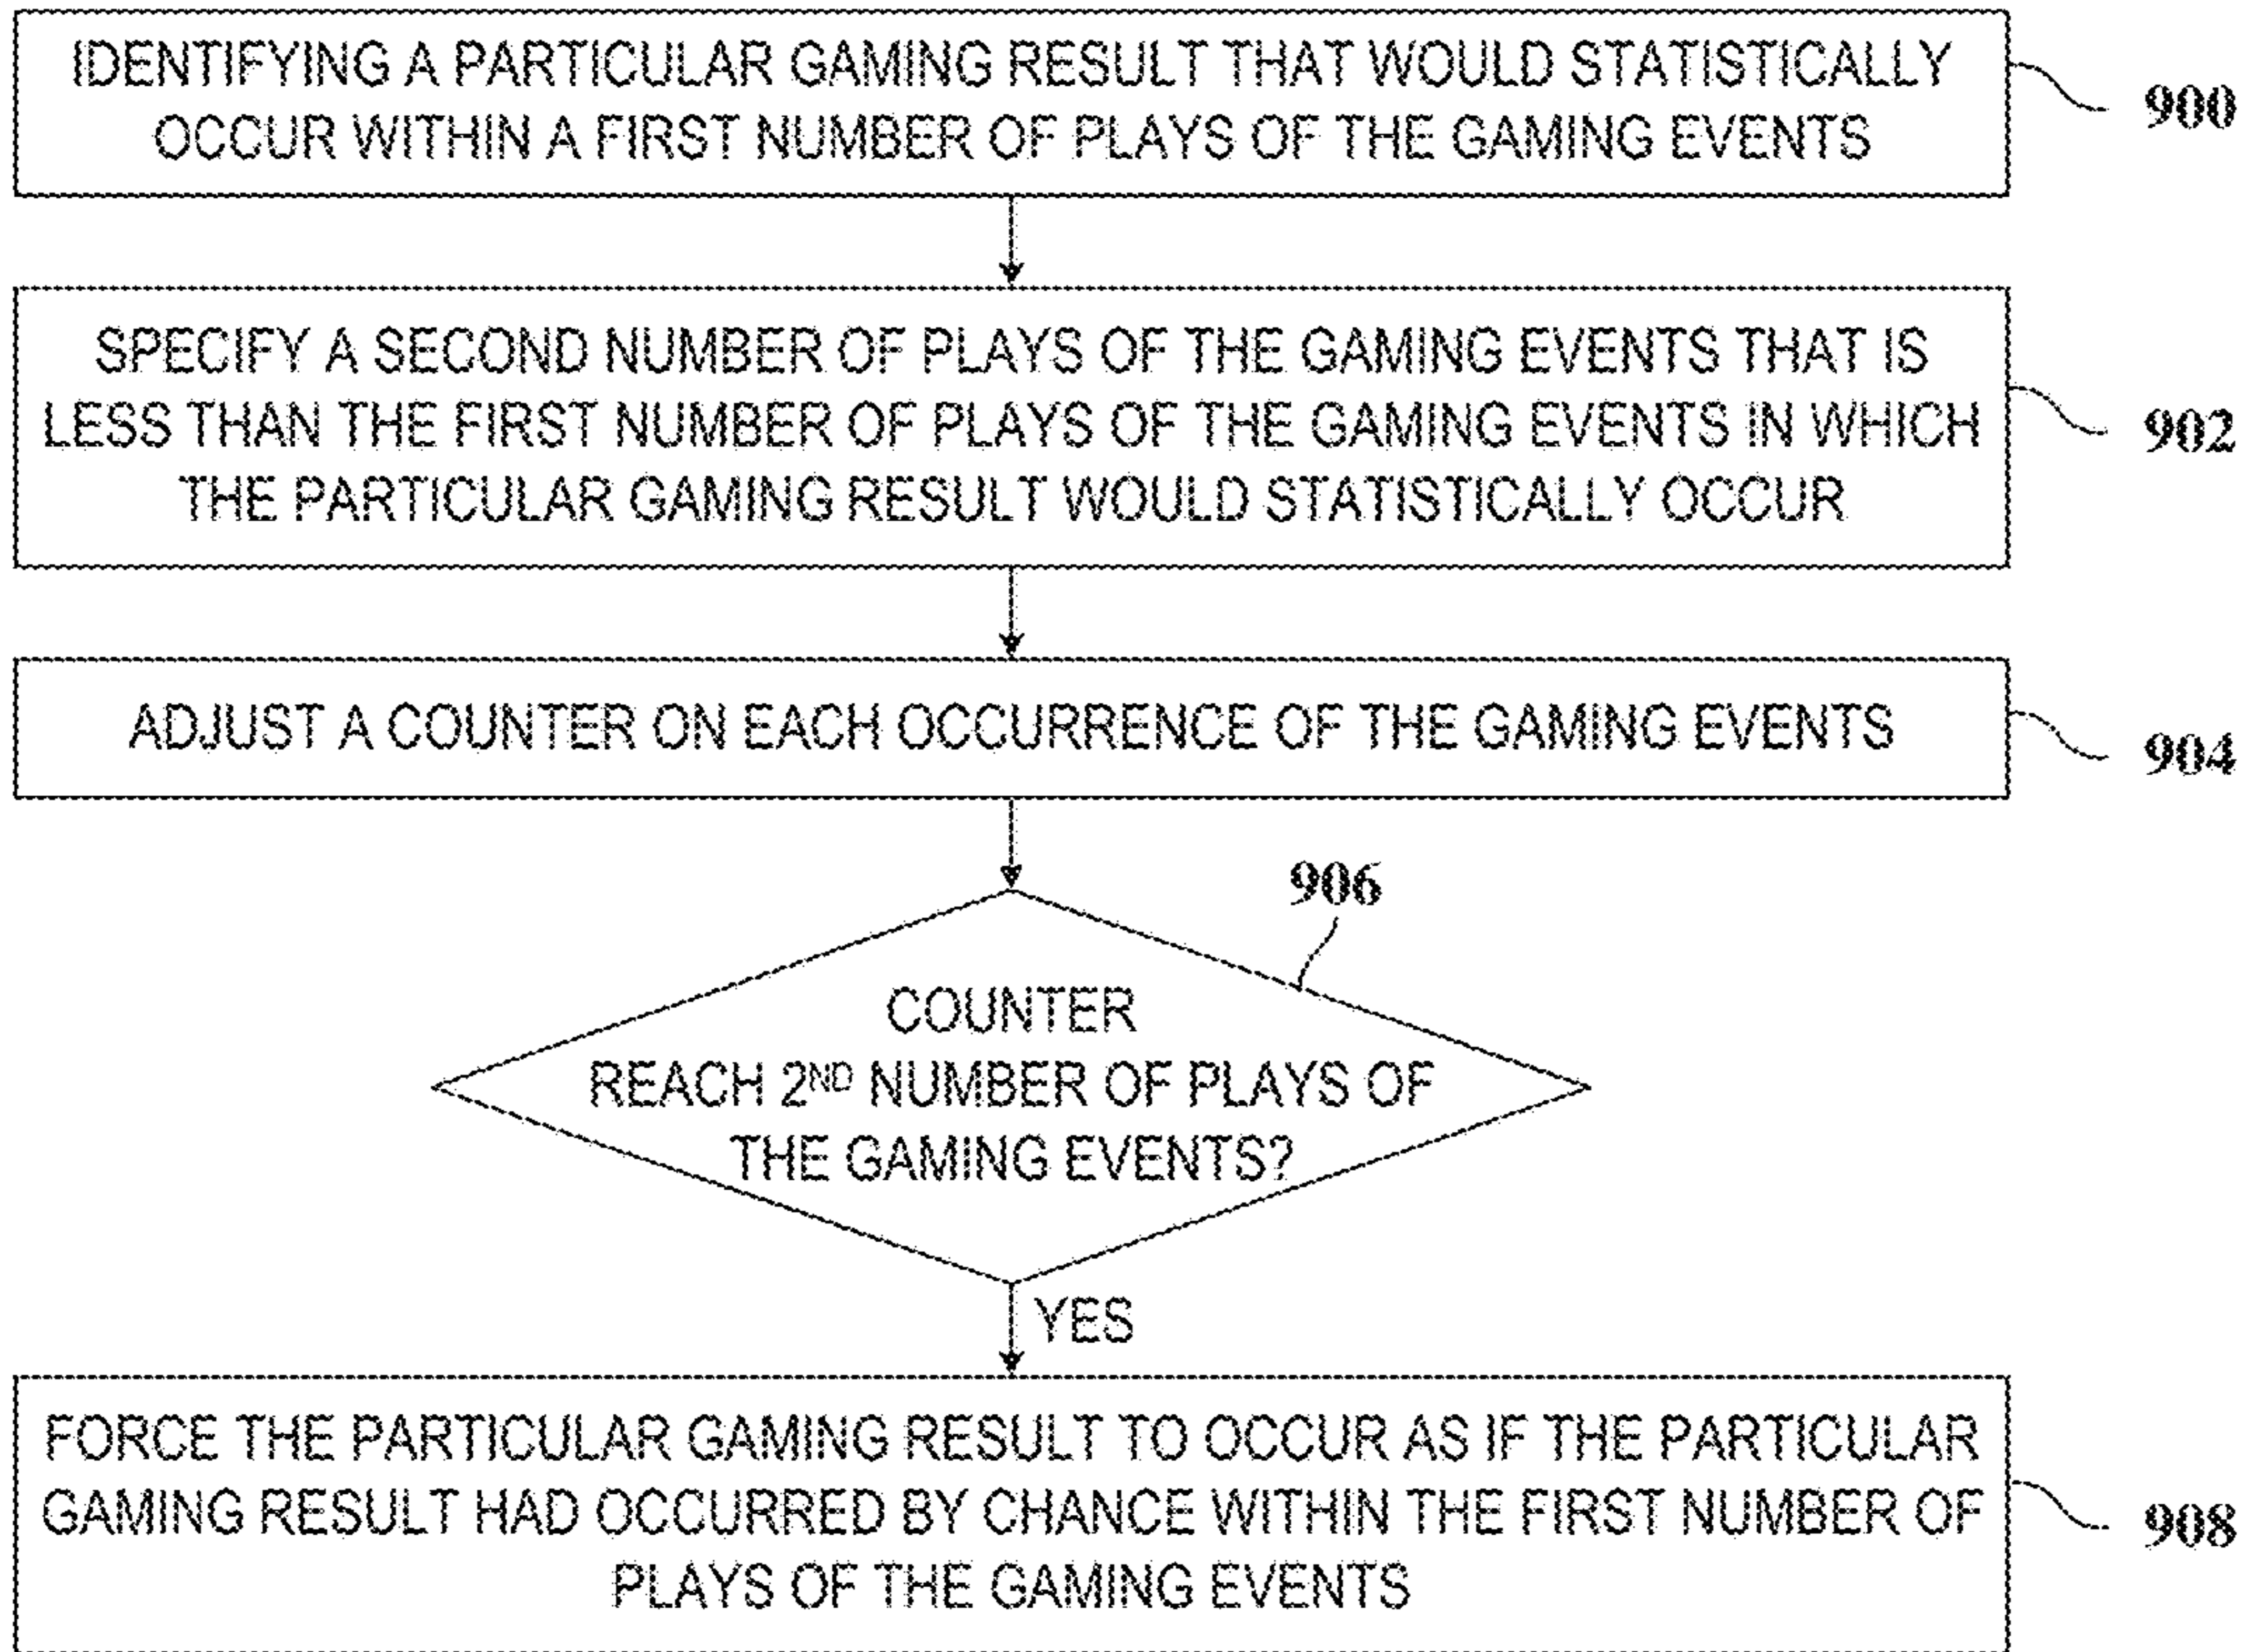 IDENTIFYING A PARTICULAR GAMING RESULT THAT WOULD STATISTICALLY
OCCUR WITHIN A FIRST NUMBER OF PLAYS OF THE GAMING EVENTS
900
SPECIFY A SECOND NUMBER OF PLAYS OF THE GAMING EVENTS THAT IS
LESS THAN THE FIRST NUMBER OF PLAYS OF THE GAMING EVENTS IN WHICH
THE PARTICULAR GAMING RESULT WOULD STATISTICALLY OCCUR
902
ADJUST A COUNTER ON EACH OCCURRENCE OF THE GAMING EVENTS
904
906
COUNTER
REACH 2ND NUMBER OF PLAYS OF
THE GAMING EVENTS?
YES
FORCE THE PARTICULAR GAMING RESULT TO OCCUR AS IF THE PARTICULAR
GAMING RESULT HAD OCCURRED BY CHANCE WITHIN THE FIRST NUMBER OF
PLAYS OF THE GAMING EVENTS
908